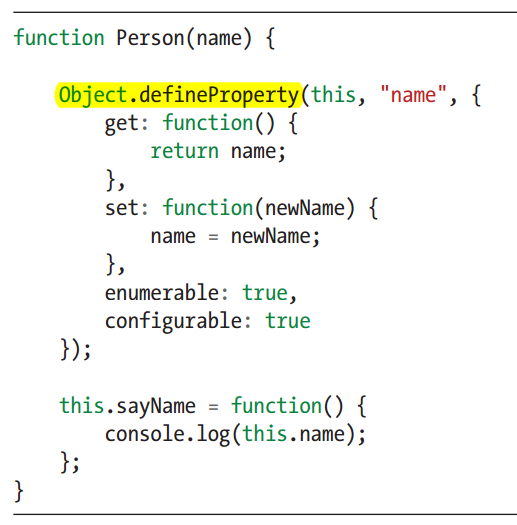 function Person(name) {
    Object.defineProperty(this, "name", {
        get: function() {
            return name;
        },
        set: function(newName) {
            name = newName;
        },
        enumerable: true,
        configurable: true
    });
    this.sayName = function() {
        console.log(this.name);
    };
}